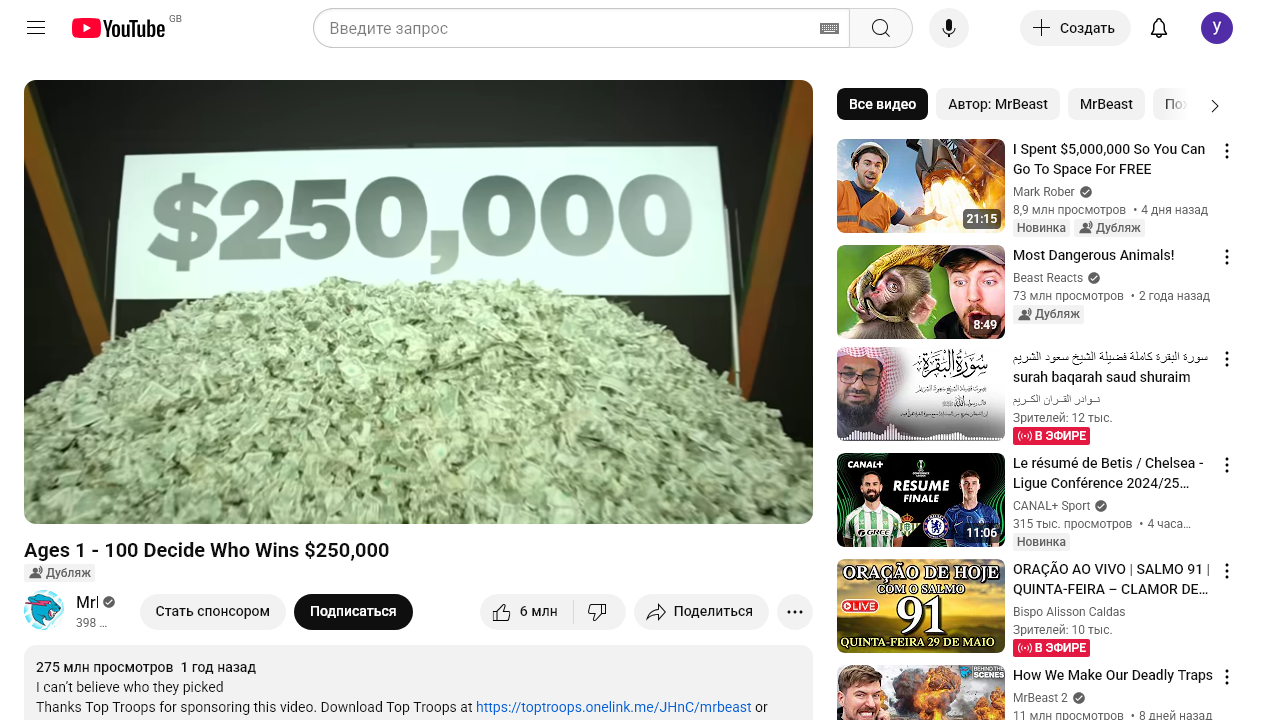 YouTube
GB
Введите запрос
Создать
y
$250,000
Ages 1 - 100 Decide Who Wins $250,000
Дубляж
Mrl
398 ...
Стать спонсором
Подписаться
6 млн
Поделиться
275 млн просмотров 1 год назад
I can’t believe who they picked
Thanks Top Troops for sponsoring this video. Download Top Troops at https://toptroops.onelink.me/JHnC/mrbeast or
Все видео
Автор: MrBeast
MrBeast
I Spent $5,000,000 So You Can
Go To Space For FREE
Mark Rober
8,9 млн просмотров • 4 дня назад
Новинка
Дубляж
21:15
Most Dangerous Animals!
Beast Reacts
73 млн просмотров • 2 года назад
Дубляж
8:49
سُورَةُ البَقَرَة
سورة البقرة كاملة فضيلة الشيخ سعود الشريم
surah baqarah saud shuraim
نـوادر القـران الكـريم
Зрителей: 12 тыс.
В ЭФИРЕ
CANAL+
RESUME
FINALE
11:06
Le résumé de Betis / Chelsea -
Ligue Conférence 2024/25...
CANAL+ Sport
315 тыс. просмотров • 4 часа...
Новинка
ORAÇÃO DE HOJE
COM O SALMO
LIVE
91
QUINTA-FEIRA 29 DE MAIO
ORAÇÃO AO VIVO | SALMO 91 |
QUINTA-FEIRA – CLAMOR DE...
Bispo Alisson Caldas
Зрителей: 10 тыс.
В ЭФИРЕ
BEHIND THE
SCENES
How We Make Our Deadly Traps
MrBeast 2
11 млн просмотров • 8 дней назад